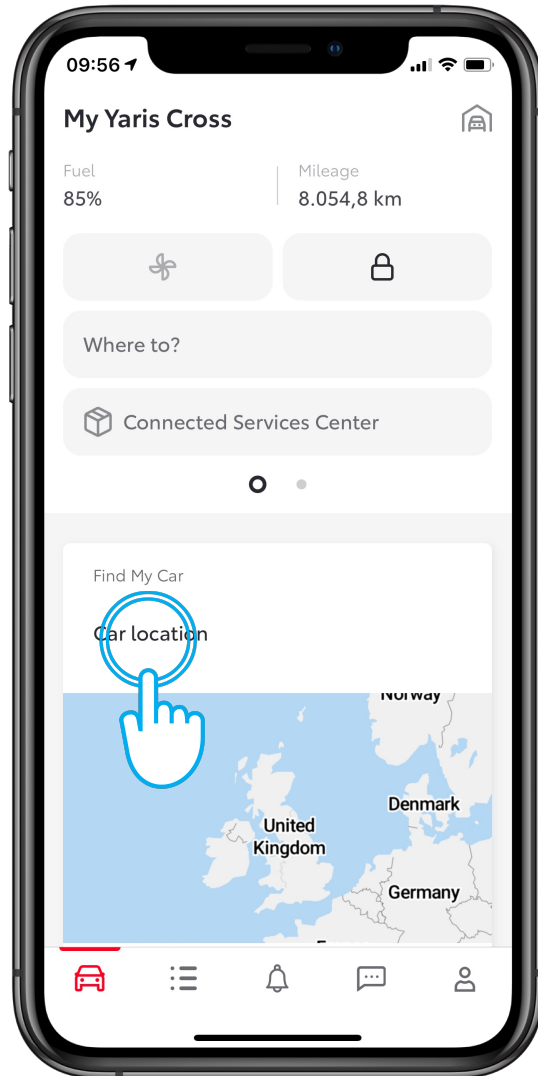 09:56
My Yaris Cross
Fuel
85%
Mileage
8.054,8 km
Where to?
Connected Services Center
Find My Car
Car location
Norway
Denmark
United
Kingdom
Germany